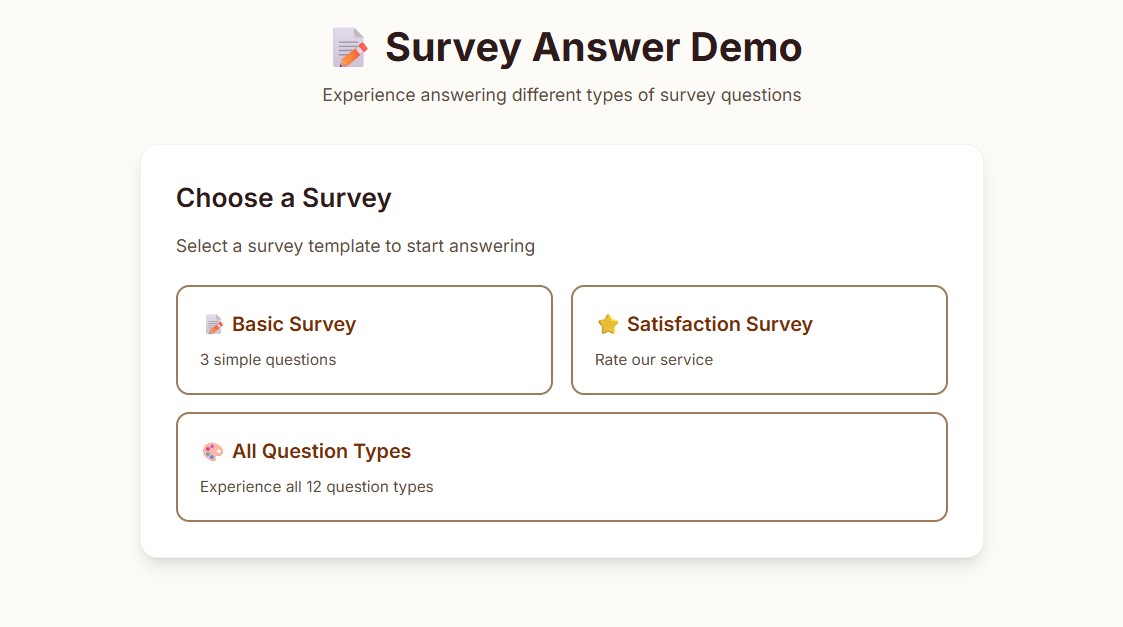 Survey Answer Demo
Experience answering different types of survey questions
Choose a Survey
Select a survey template to start answering
Basic Survey
3 simple questions
Satisfaction Survey
Rate our service
All Question Types
Experience all 12 question types